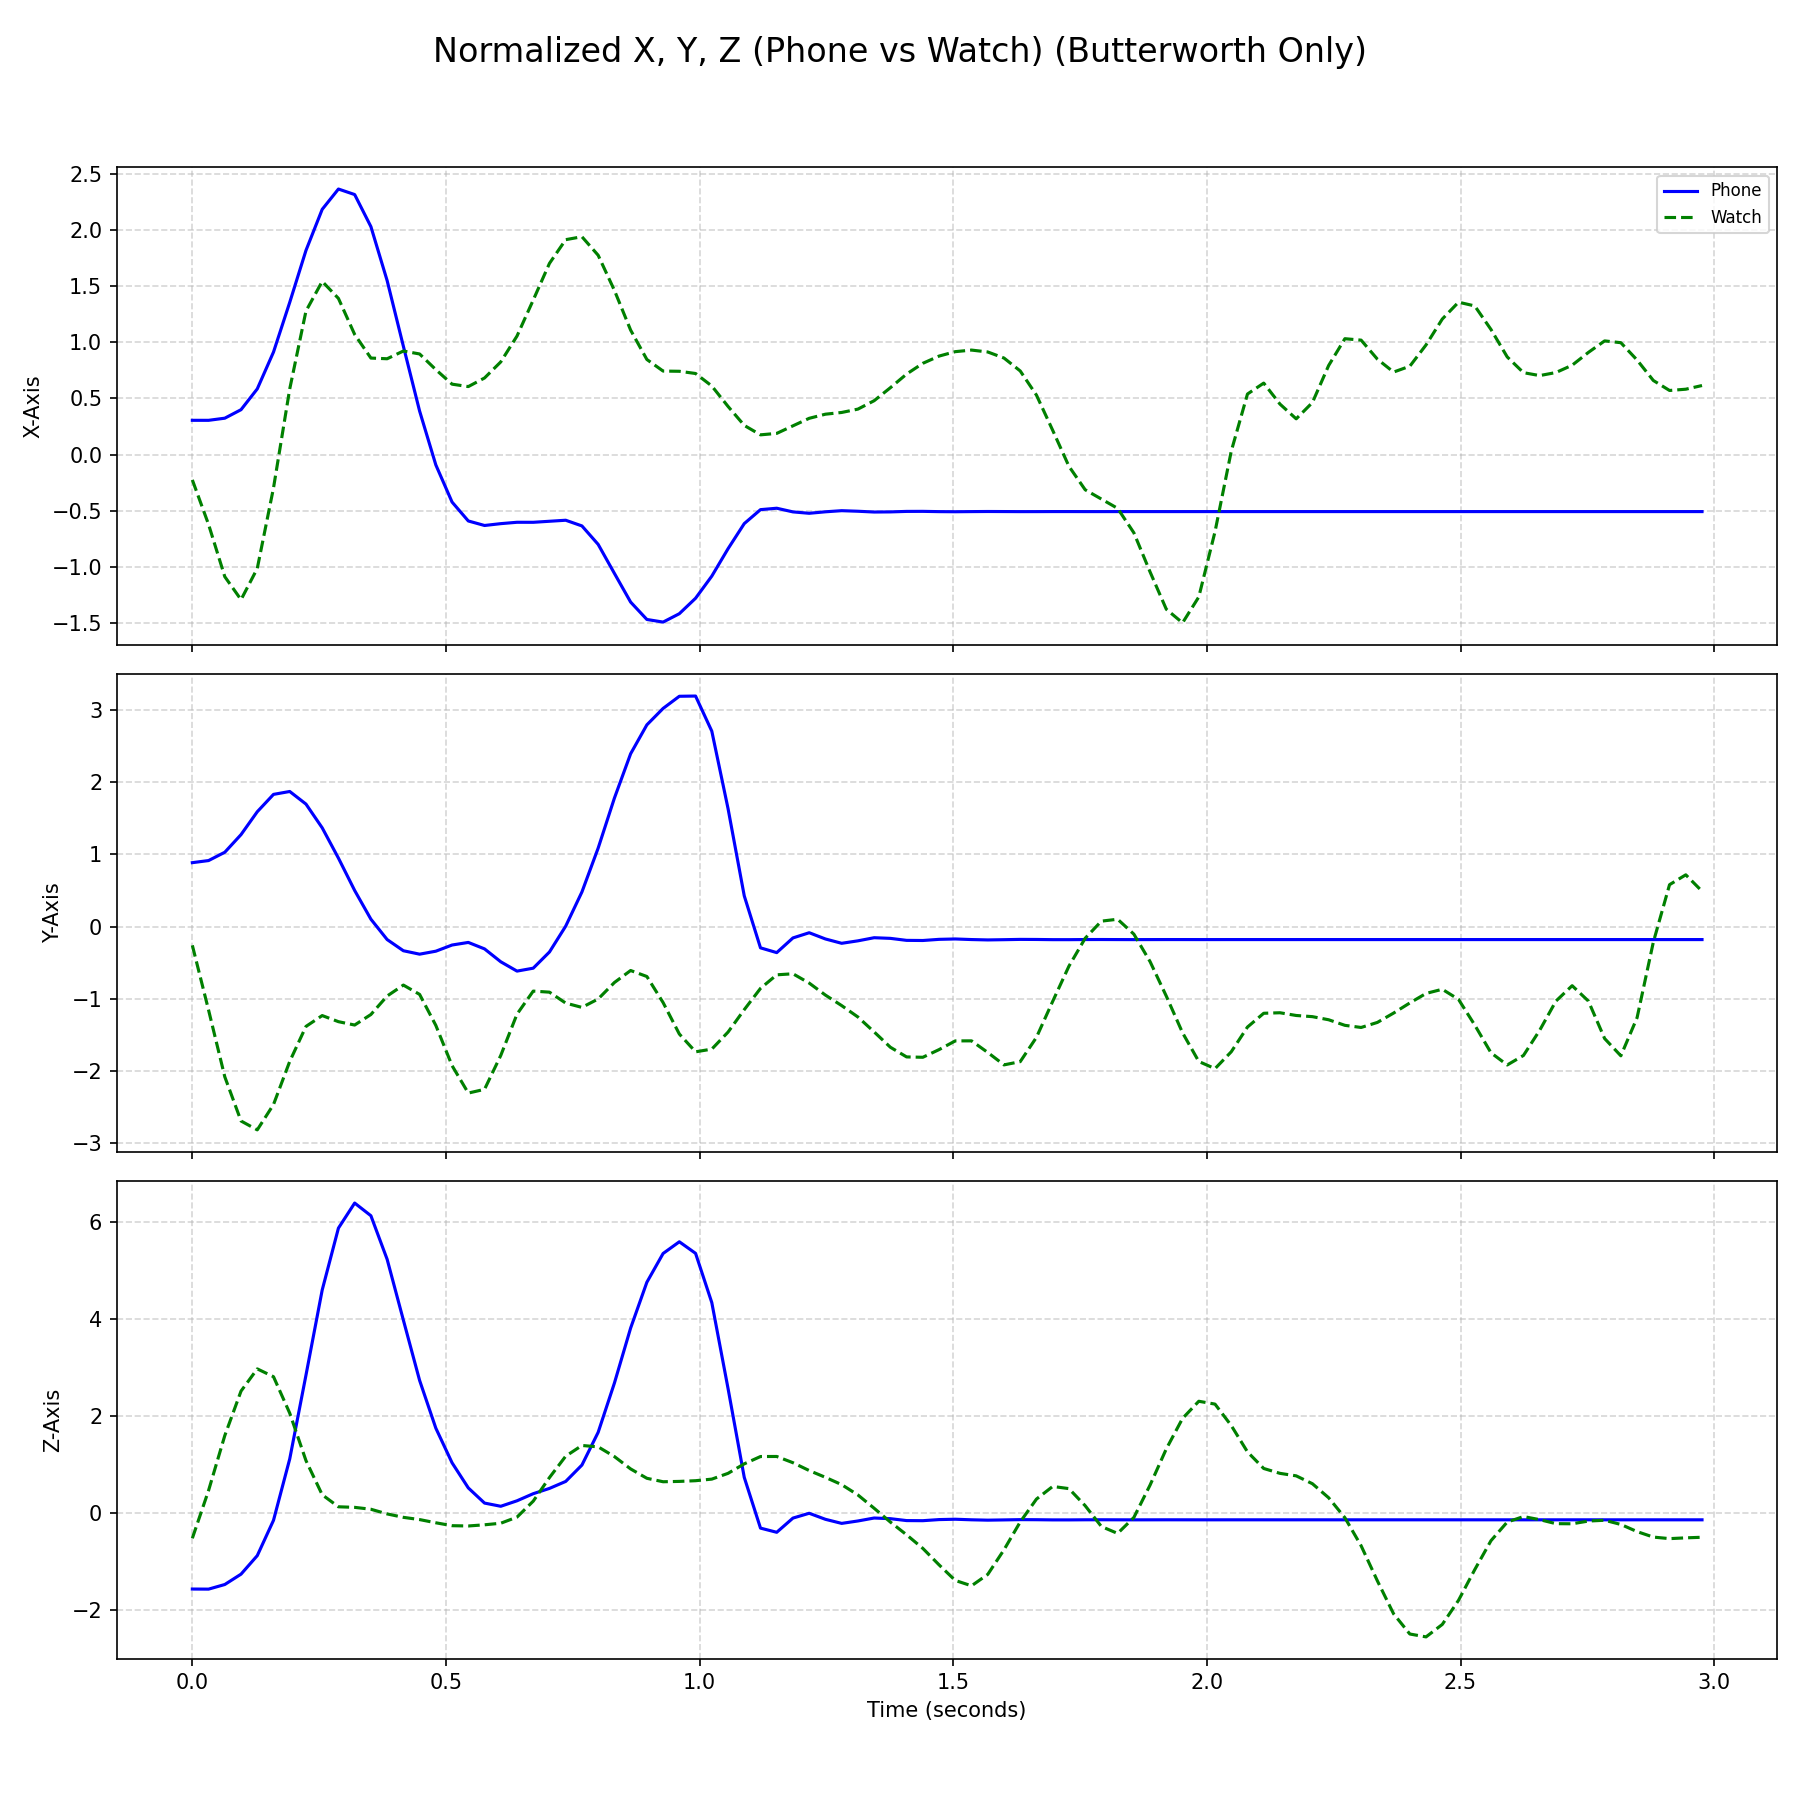 Normalized X, Y, Z (Phone vs Watch) (Butterworth Only)
2.5
2.0
1.5
1.0
0.5
0.0
−0.5
−1.0
−1.5
X-Axis
Phone
Watch
3
2
1
0
−1
−2
−3
Y-Axis
6
4
2
0
−2
Z-Axis
0.0 0.5 1.0 1.5 2.0 2.5 3.0
Time (seconds)